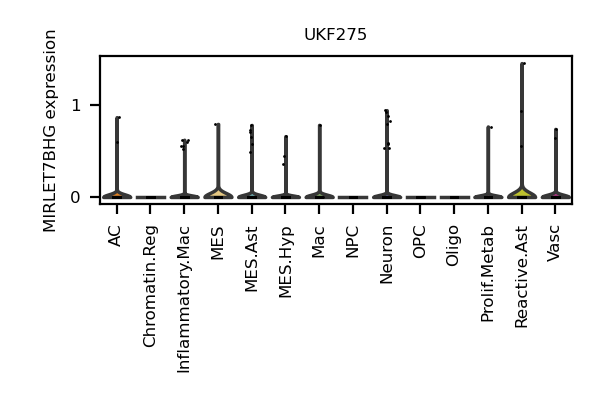 UKF275
MIRLET7BHG expression
1
0
AC
Chromatin.Reg
Inflammatory.Mac
MES
MES.Ast
MES.Hyp
Mac
NPC
Neuron
OPC
Oligo
Prolif.Metab
Reactive.Ast
Vasc